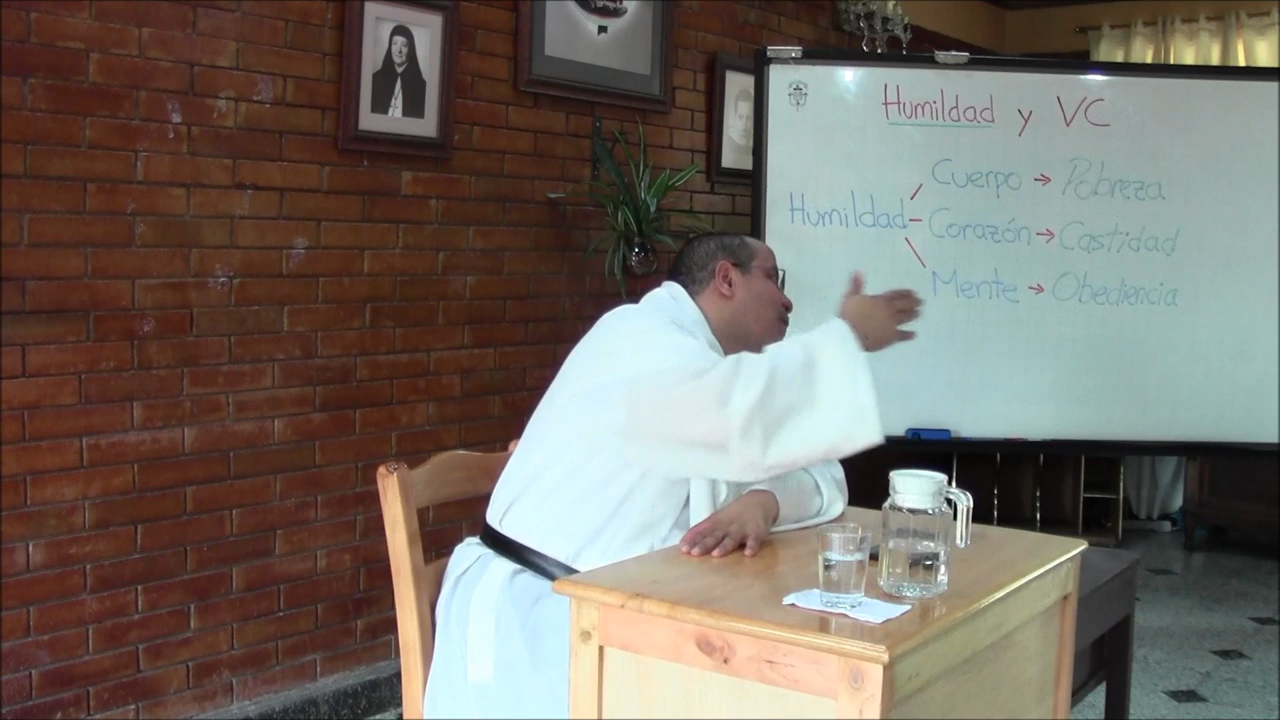 Humildad y VC
Cuerpo → Pobreza
Humildad - Corazón → Castidad
Mente → Obediencia